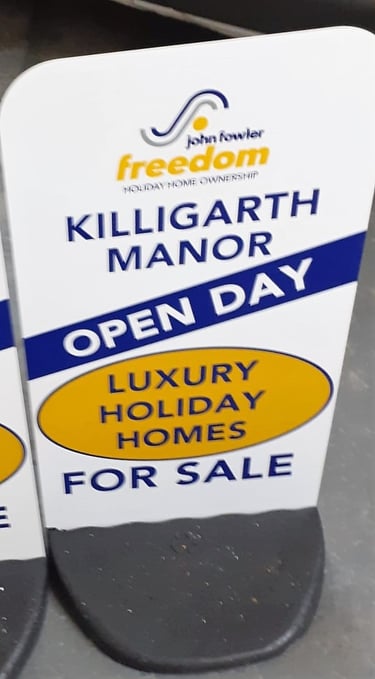 john fowler
freedom
HOLIDAY HOME OWNERSHIP
KILLIGARTH
MANOR
OPEN DAY
LUXURY
HOLIDAY
HOMES
FOR SALE
E